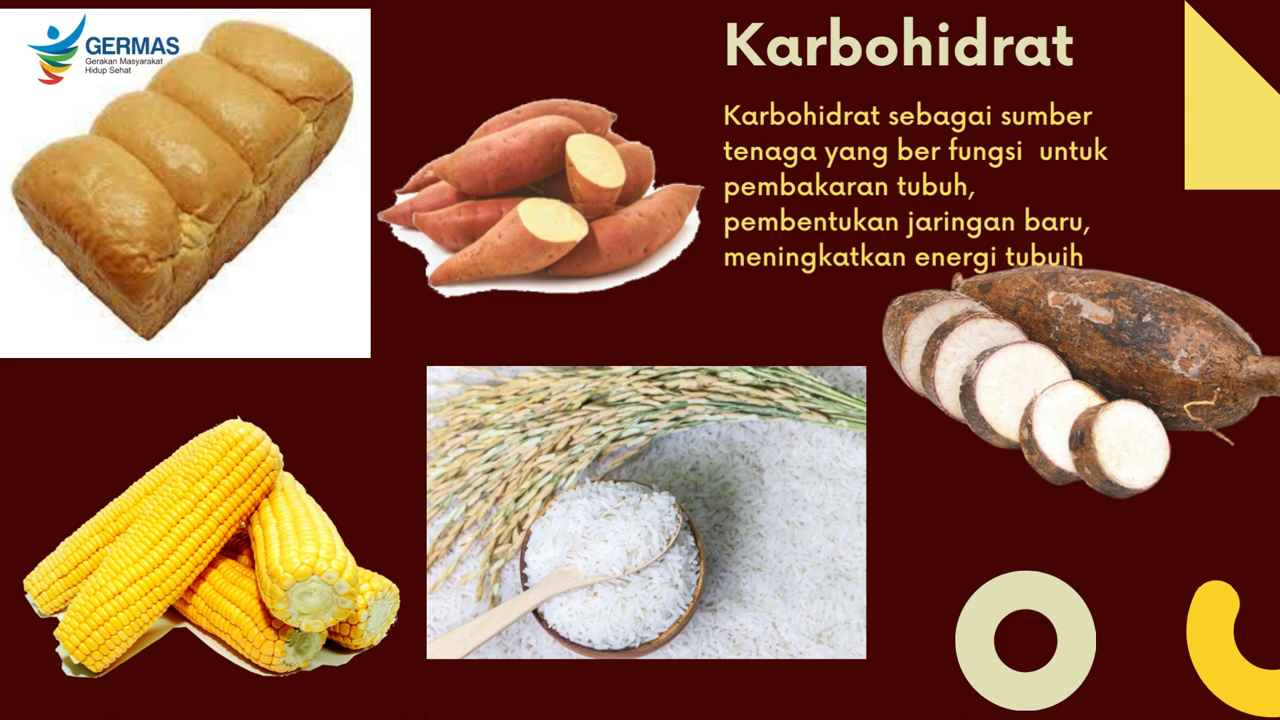 GERMAS
Gerakan Masyarakat
Hidup Sehat
Karbohidrat
Karbohidrat sebagai sumber
tenaga yang ber fungsi  untuk
pembakaran tubuh,
pembentukan jaringan baru,
meningkatkan energi tubuih